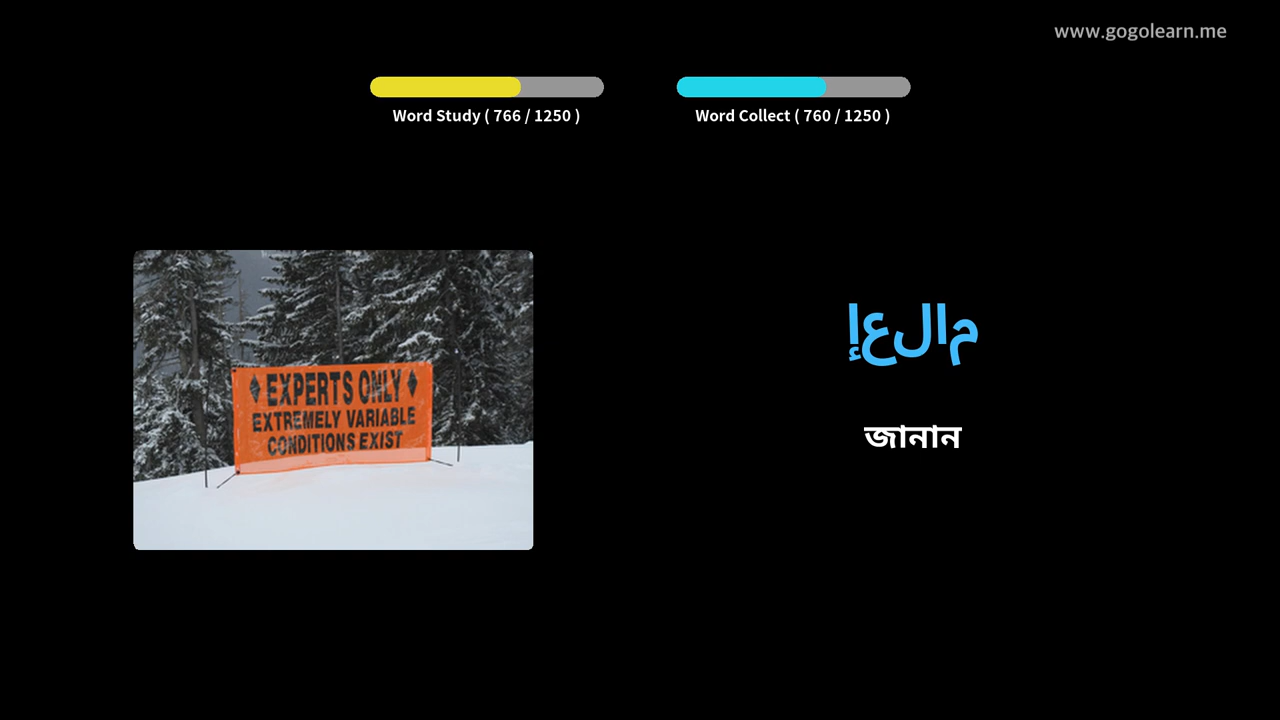 www.gogolearn.me
Word Study ( 766 / 1250 )
Word Collect ( 760 / 1250 )
EXPERTS ONLY
EXTREMELY VARIABLE
CONDITIONS EXIST
إعلام
জানান